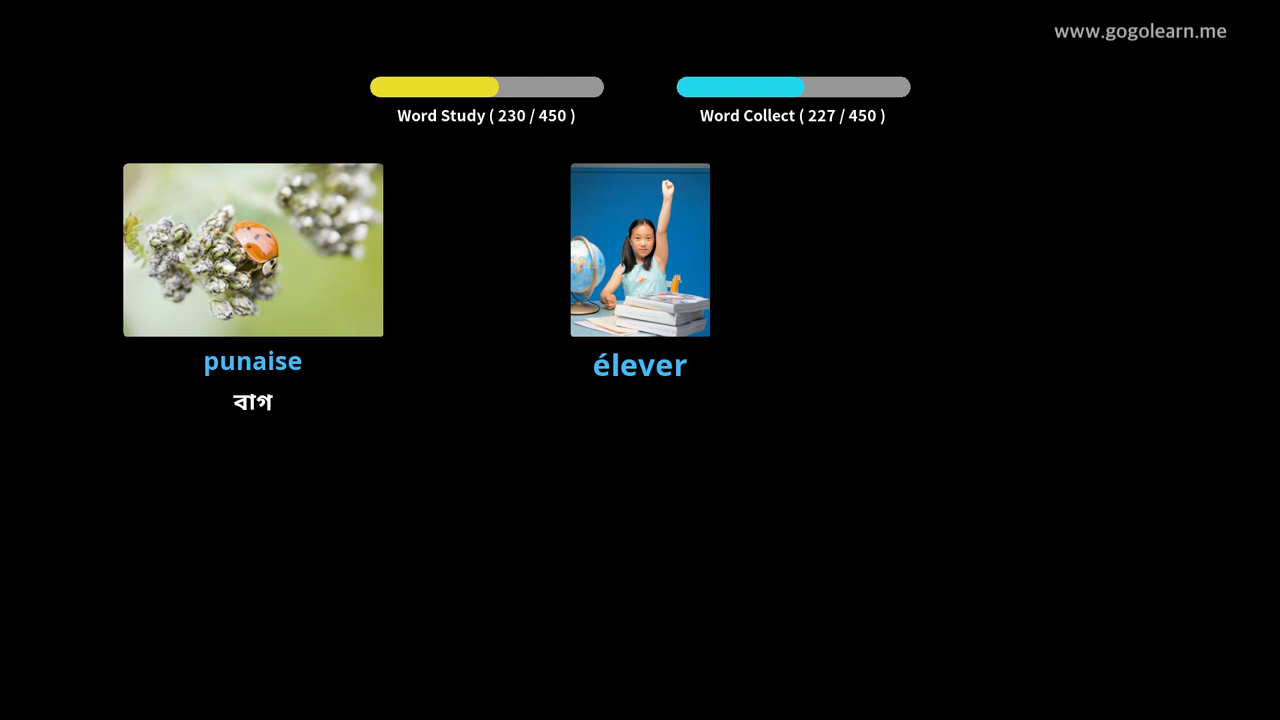 www.gogolearn.me
Word Study ( 230 / 450 )
Word Collect ( 227 / 450 )
punaise
বাগ
élever